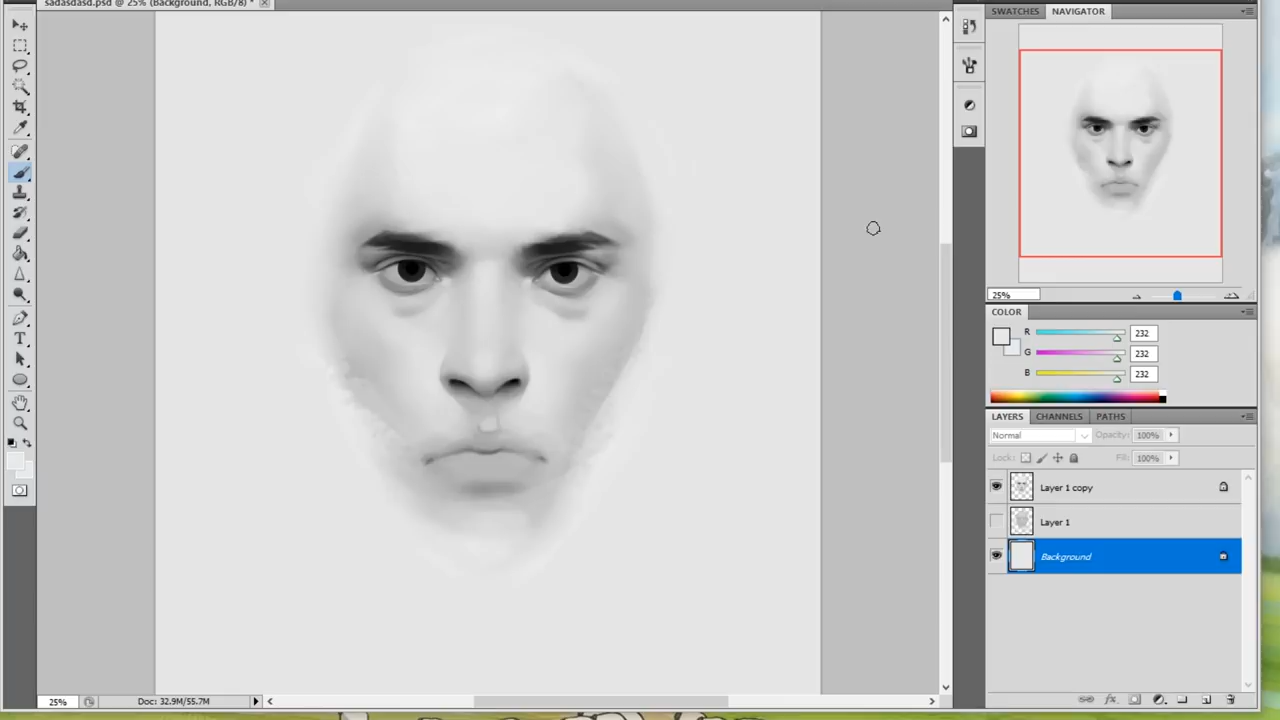 sadasdasd.psd @ 25% (Background, RGB/8) *
SWATCHES NAVIGATOR
25%
COLOR
R 232
G 232
B 232
LAYERS CHANNELS PATHS
Normal Opacity: 100%
Lock: Fill: 100%
Layer 1 copy
Layer 1
Background
T
25% Doc: 32.9M/55.7M